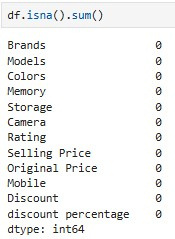 df.isna().sum()
Brands 0
Models 0
Colors 0
Memory 0
Storage 0
Camera 0
Rating 0
Selling Price 0
Original Price 0
Mobile 0
Discount 0
discount percentage 0
dtype: int64